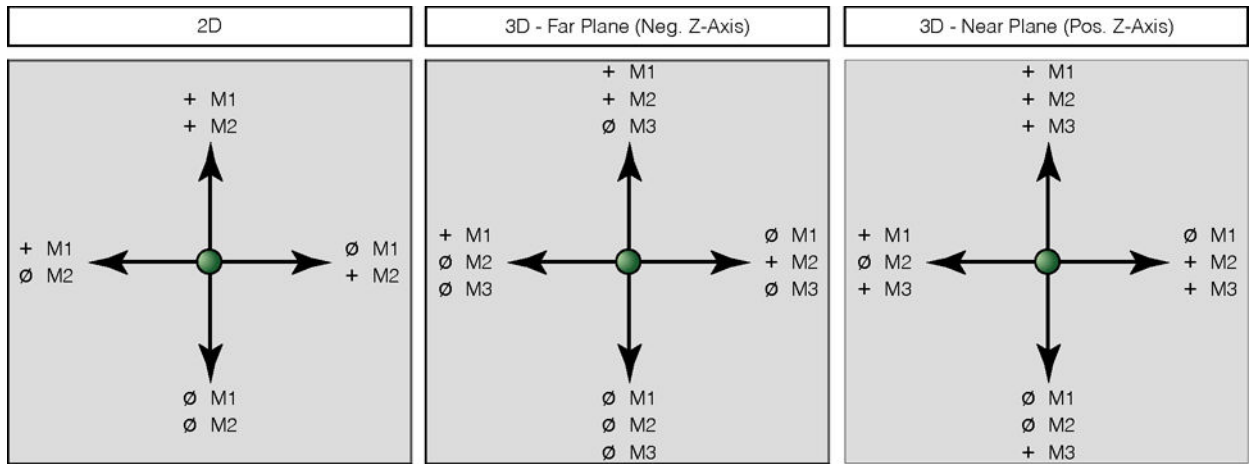 2D
+ M1
+ M2
+ M1
ø M2
ø M1
+ M2
ø M1
ø M2
3D - Far Plane (Neg. Z-Axis)
+ M1
+ M2
ø M3
+ M1
ø M2
ø M3
ø M1
+ M2
ø M3
ø M1
ø M2
ø M3
3D - Near Plane (Pos. Z-Axis)
+ M1
+ M2
+ M3
+ M1
ø M2
+ M3
ø M1
+ M2
+ M3
ø M1
ø M2
+ M3